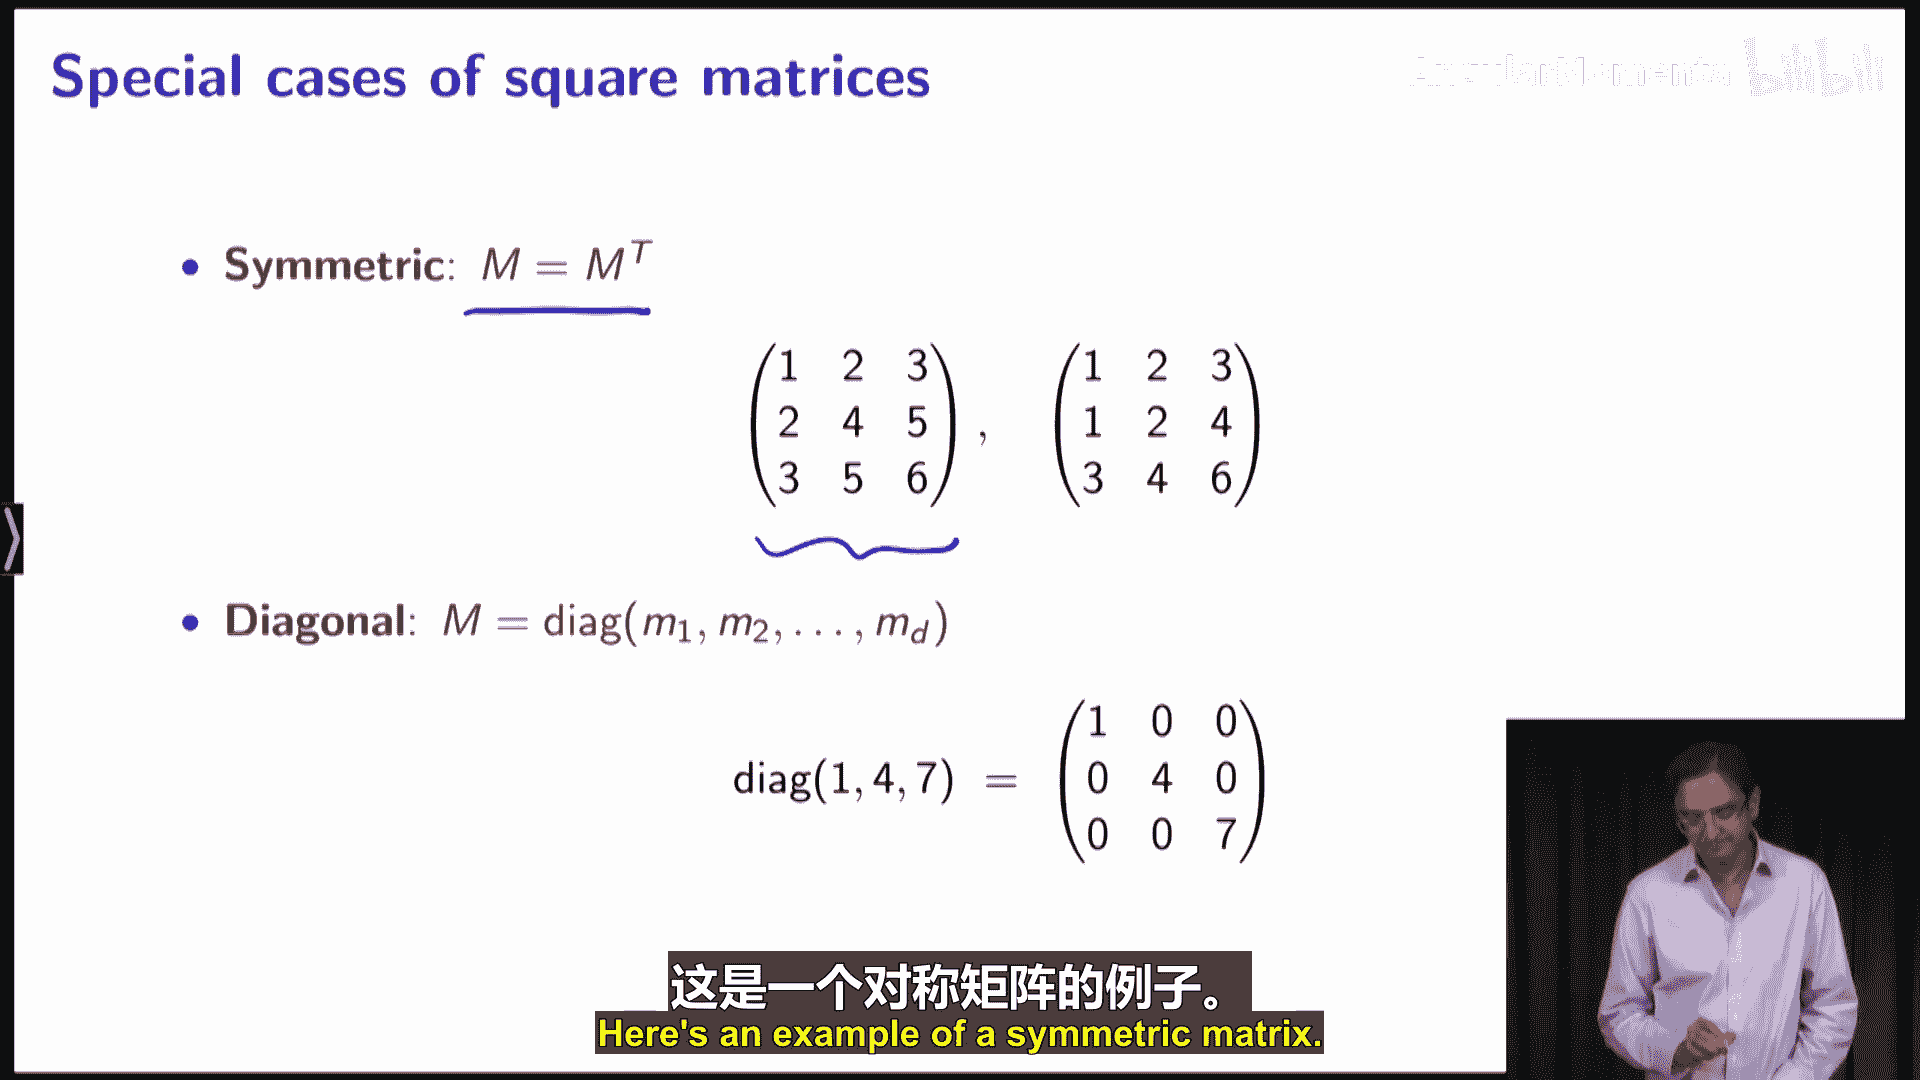 Special cases of square matrices
bilibili
• Symmetric: M = M^T
( 1 2 3 ) ( 1 2 3 )
( 2 4 5 ) , ( 1 2 4 )
( 3 5 6 ) ( 3 4 6 )
• Diagonal: M = diag(m₁, m₂, . . . , m_d)
( 1 0 0 )
diag(1, 4, 7) = ( 0 4 0 )
( 0 0 7 )
这是一个对称矩阵的例子。
Here's an example of a symmetric matrix.